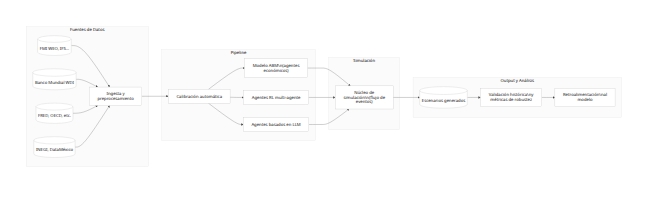 Fuentes de Datos
FMI WEO, IFS...
Banco Mundial WDI
FRED, OECD, etc.
INEGI, DataMéxico
Ingesta y
preprocesamiento
Pipeline
Calibración automática
Modelo ABM\n(agentes
económicos)
Agentes RL multi-agente
Agentes basados en LLM
Simulación
Núcleo de
simulación\n(flujo de
eventos)
Output y Análisis
Escenarios generados
Validación histórica\ny
métricas de robustez
Retroalimentación\nal
modelo